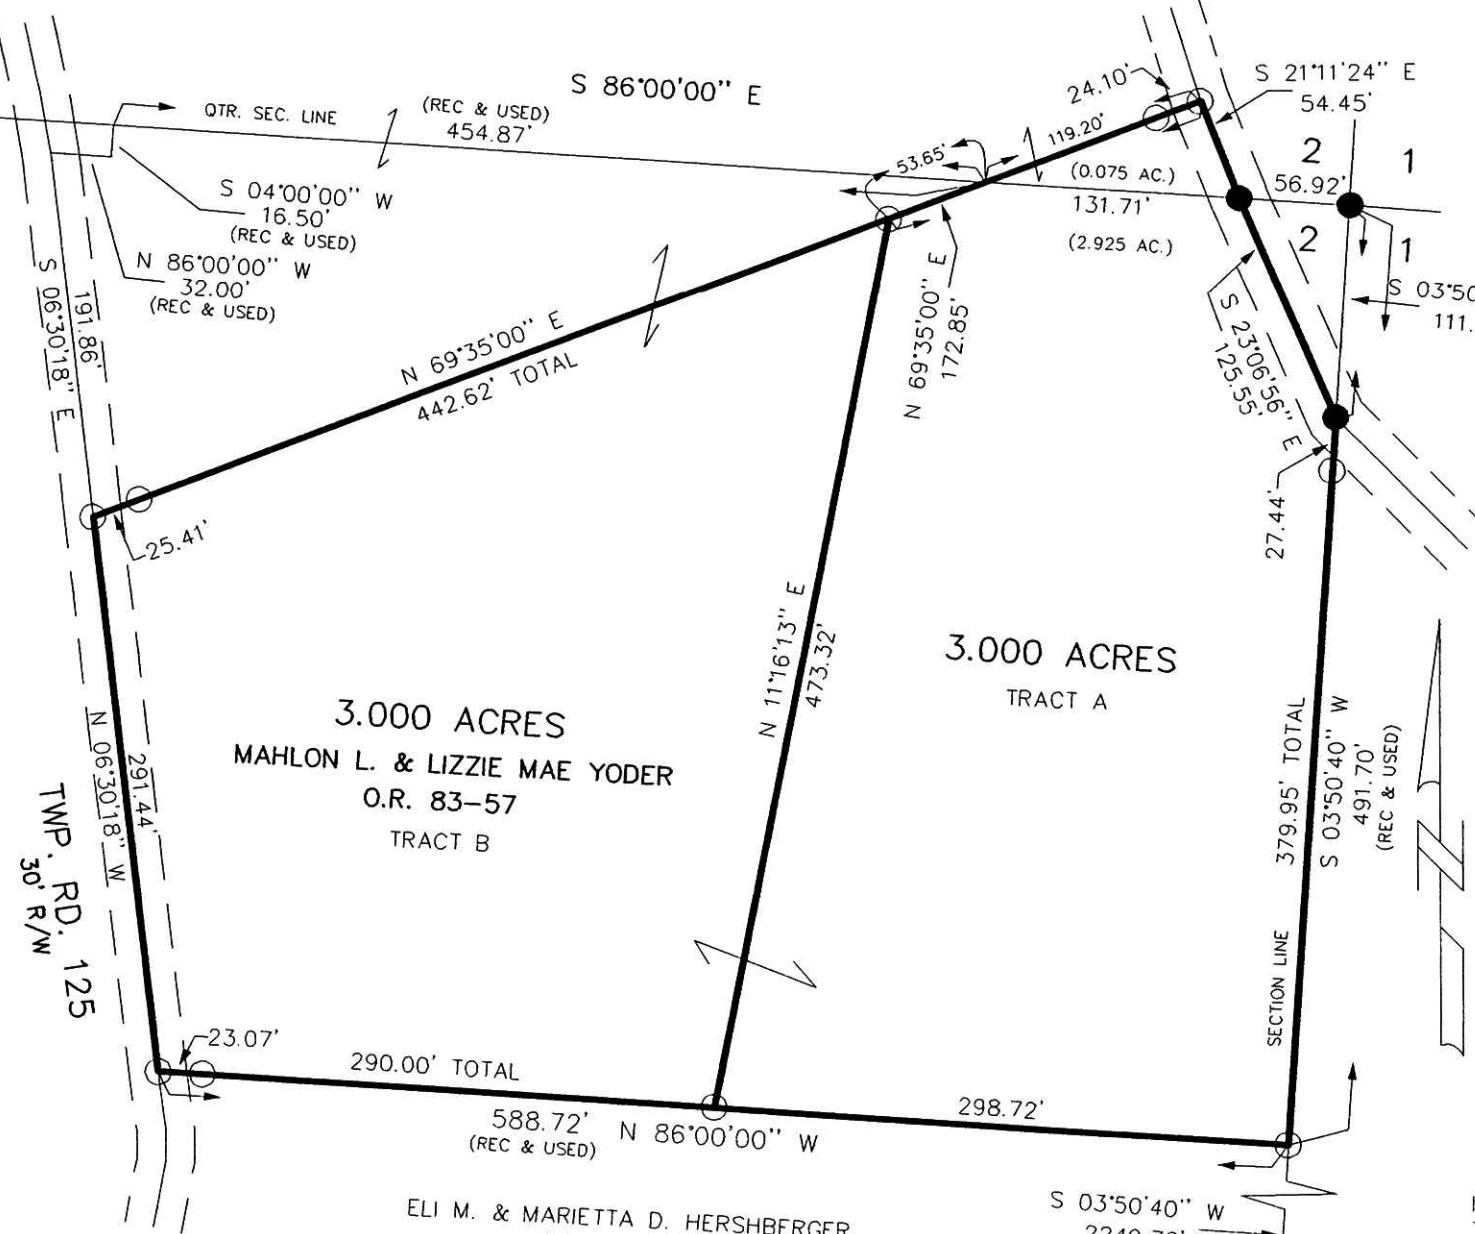 S 86°00'00" E
QTR. SEC. LINE
(REC & USED)
454.87'
24.10'
S 21°11'24" E
54.45'
53.65'
119.20'
(0.075 AC.)
131.71'
(2.925 AC.)
2
1
56.92'
2
1
S 04°00'00" W
16.50'
(REC & USED)
N 86°00'00" W
32.00'
(REC & USED)
S 06°30'18" E
191.86'
N 69°35'00" E
442.62' TOTAL
N 69°35'00" E
172.85'
S 23°06'56" E
125.55'
S 03°50
111.
27.44'
25.41'
N 11°16'13" E
473.32'
3.000 ACRES
TRACT A
3.000 ACRES
MAHLON L. & LIZZIE MAE YODER
O.R. 83-57
TRACT B
N 06°30'18" W
291.44'
TWP. RD. 125
30' R/W
379.95' TOTAL
S 03°50'40" W
491.70'
(REC & USED)
SECTION LINE
N
23.07'
290.00' TOTAL
298.72'
588.72'
(REC & USED)
N 86°00'00" W
S 03°50'40" W
ELI M. & MARIETTA D. HERSHBERGER